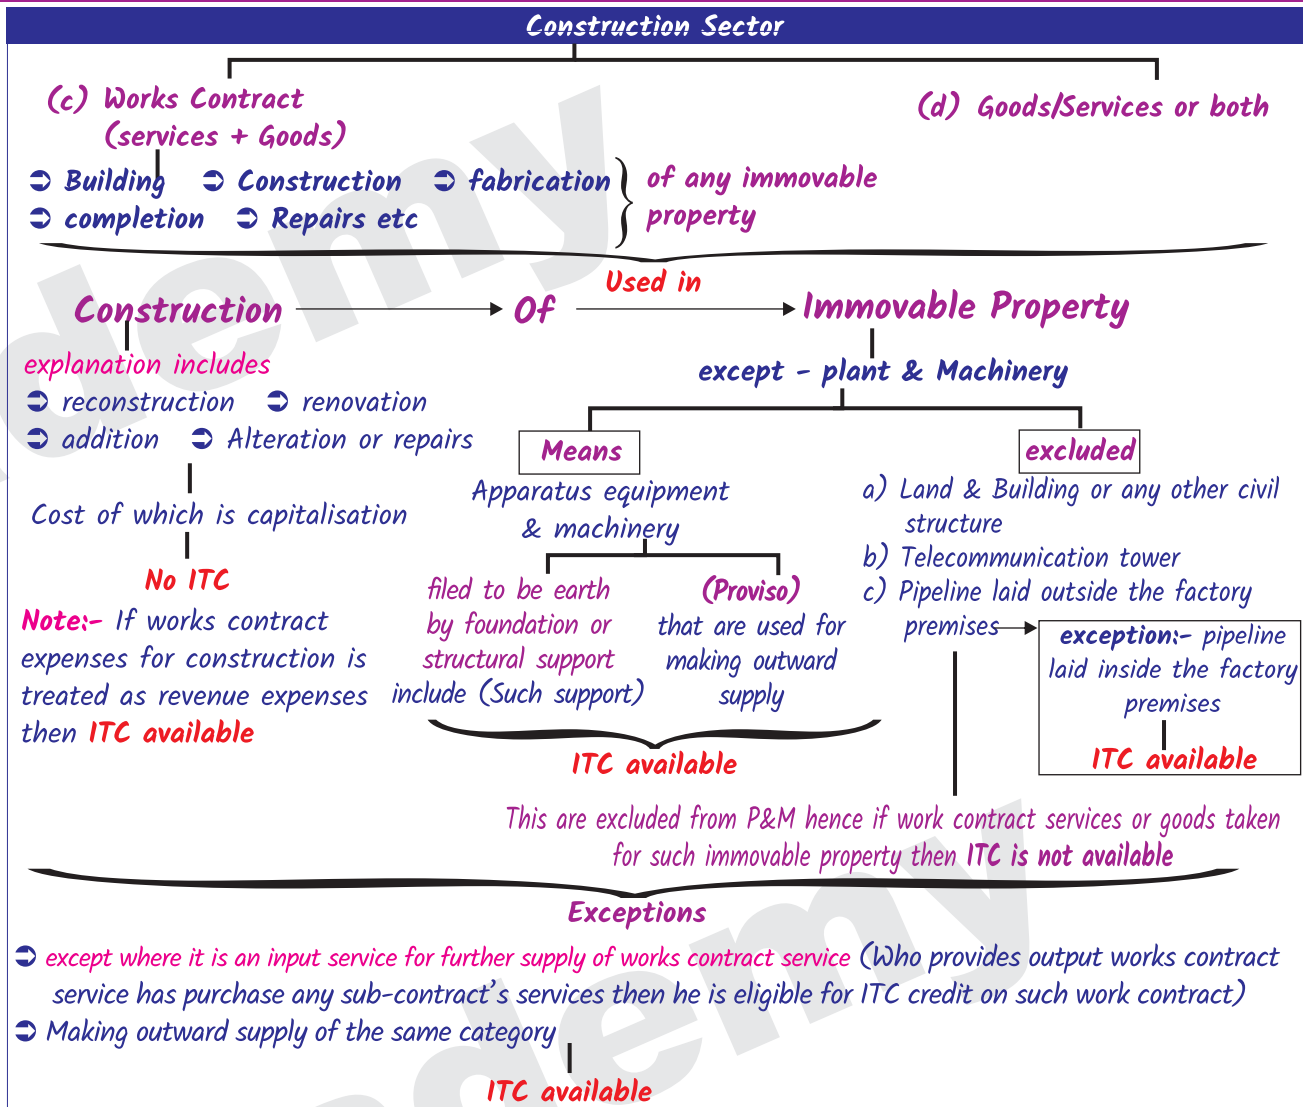 Construction Sector
(c) Works Contract
(services + Goods)
(d) Goods/Services or both
➲ Building ➲ Construction ➲ fabrication
➲ completion ➲ Repairs etc
of any immovable
property
Used in
Construction Of Immovable Property
explanation includes
➲ reconstruction ➲ renovation
➲ addition ➲ Alteration or repairs
Cost of which is capitalisation
No ITC
Note:- If works contract
expenses for construction is
treated as revenue expenses
then ITC available
except - plant & Machinery
Means
Apparatus equipment
& machinery
filed to be earth
by foundation or
structural support
include (Such support)
(Proviso)
that are used for
making outward
supply
ITC available
excluded
a) Land & Building or any other civil
structure
b) Telecommunication tower
c) Pipeline laid outside the factory
premises
exception:- pipeline
laid inside the factory
premises
ITC available
This are excluded from P&M hence if work contract services or goods taken
for such immovable property then ITC is not available
Exceptions
➲ except where it is an input service for further supply of works contract service (Who provides output works contract
service has purchase any sub-contract's services then he is eligible for ITC credit on such work contract)
➲ Making outward supply of the same category
ITC available
ademy
ademy